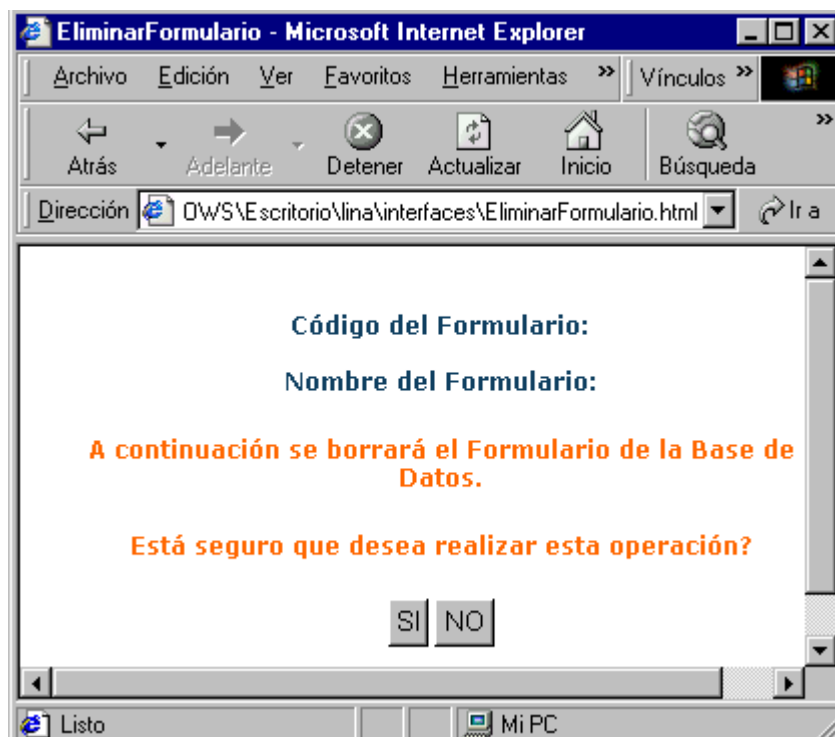 EliminarFormulario - Microsoft Internet Explorer
Archivo Edición Ver Favoritos Herramientas » Vínculos »
Atrás Adelante Detener Actualizar Inicio Búsqueda »
Dirección OWS\Escritorio\lina\interfaces\EliminarFormulario.html Ir a
Código del Formulario:
Nombre del Formulario:
A continuación se borrará el Formulario de la Base de
Datos.
Está seguro que desea realizar esta operación?
SI NO
Listo Mi PC